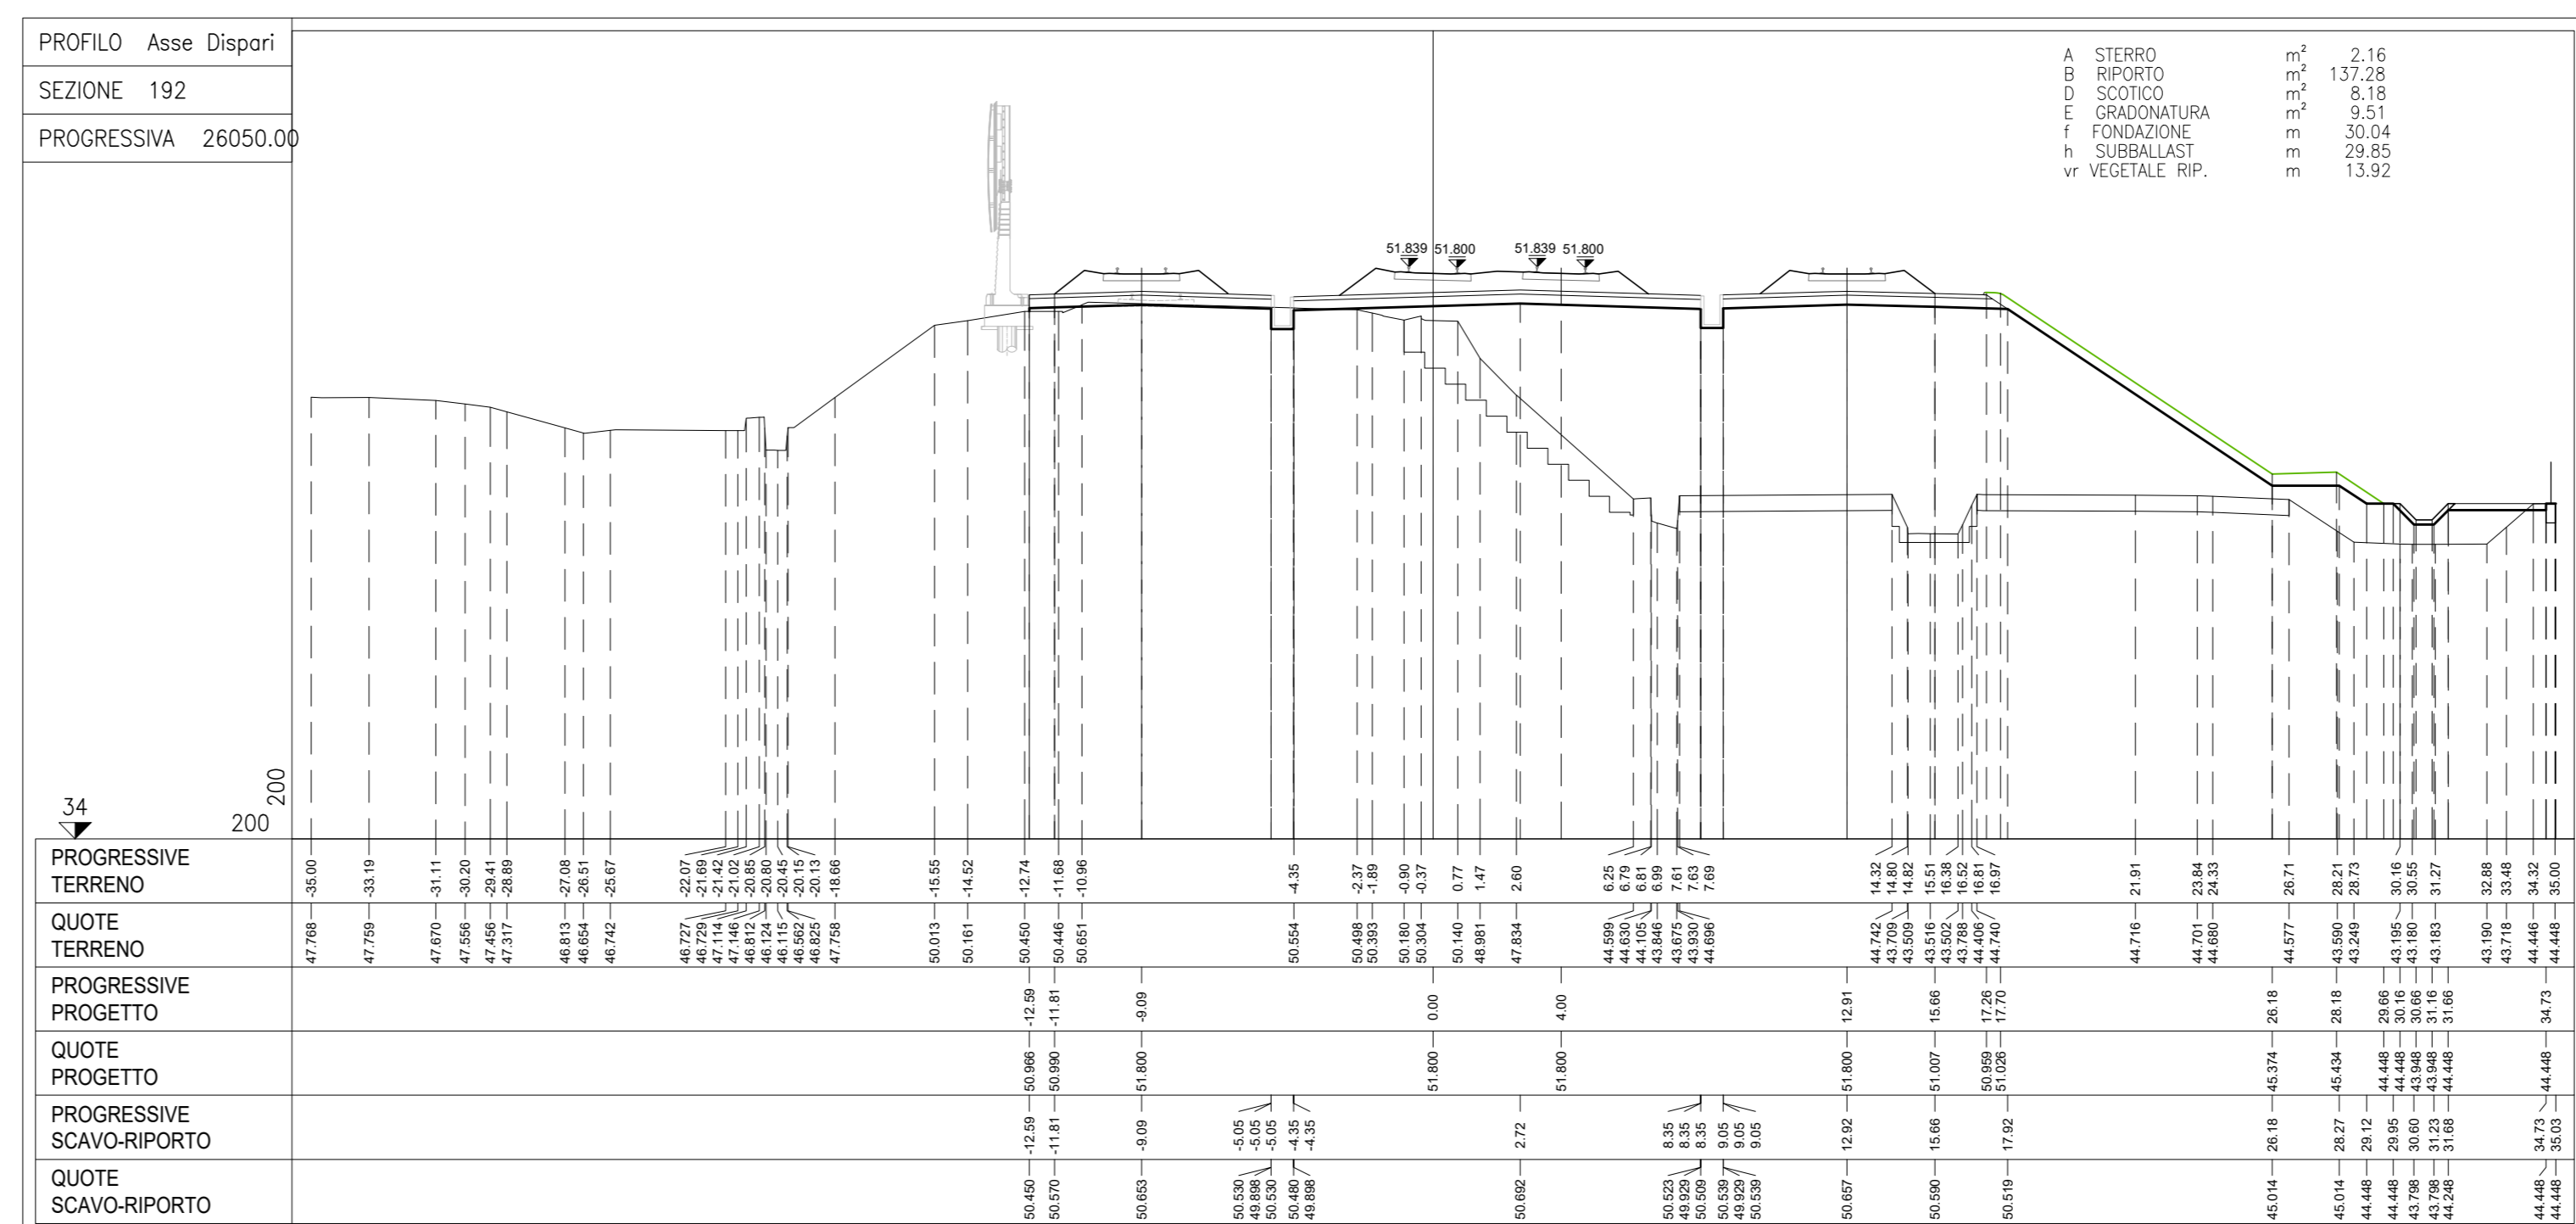 PROFILO Asse Dispari
SEZIONE 192
PROGRESSIVA 26050.00
A STERRO m² 2.16
B RIPORTO m² 137.28
D SCOTICO m² 8.18
E GRADONATURA m² 9.51
f FONDAZIONE m 30.04
h SUBBALLAST m 29.85
vr VEGETALE RIP. m 13.92
51.839 51.800 51.839 51.800
200
34 200
PROGRESSIVE TERRENO
-35.00 -33.19 -31.11 -30.20 -29.41 -28.89 -27.08 -26.51 -25.67 -22.07 -21.69 -21.42 -21.02 -20.85 -20.80 -20.45 -20.15 -20.13 -18.66 -15.55 -14.52 -12.74 -11.68 -10.96 -4.35 -2.37 -1.89 -0.90 -0.37 0.77 1.47 2.60 6.25 6.79 6.81 6.99 7.61 7.63 7.69 14.32 14.80 14.82 15.51 16.38 16.52 16.81 16.97 21.91 23.84 24.33 26.71 28.21 28.73 30.16 30.55 31.27 32.88 33.48 34.32 35.00
QUOTE TERRENO
47.768 47.759 47.670 47.556 47.456 47.317 46.813 46.654 46.742 46.727 46.729 47.114 47.146 46.812 46.124 46.115 46.562 46.825 47.758 50.013 50.161 50.450 50.446 50.651 50.554 50.498 50.393 50.180 50.304 50.140 48.981 47.834 44.599 44.630 44.105 43.846 43.675 43.930 44.696 44.742 43.709 43.509 43.516 43.502 43.788 44.406 44.740 44.716 44.701 44.680 44.577 43.590 43.249 43.195 43.180 43.183 43.190 43.718 44.446 44.448
PROGRESSIVE PROGETTO
-12.59 -11.81 -9.09 0.00 4.00 12.91 15.66 17.26 17.70 26.18 28.18 29.66 30.16 30.66 31.16 31.66 34.73
QUOTE PROGETTO
50.966 50.990 51.800 51.800 51.800 51.800 51.007 50.959 51.026 45.374 45.434 44.448 44.448 43.948 43.948 44.448 44.448
PROGRESSIVE SCAVO-RIPORTO
-12.59 -11.81 -9.09 -5.05 -5.05 -5.05 -4.35 -4.35 2.72 8.35 8.35 8.35 9.05 9.05 9.05 12.92 15.66 17.92 26.18 28.27 29.12 29.95 30.60 31.23 31.68 34.73 35.03
QUOTE SCAVO-RIPORTO
50.450 50.570 50.653 50.530 49.898 50.530 50.480 49.898 50.692 50.523 49.929 50.509 50.539 49.929 50.539 50.657 50.590 50.519 45.014 45.014 44.448 44.448 43.798 43.798 44.248 44.448 44.448